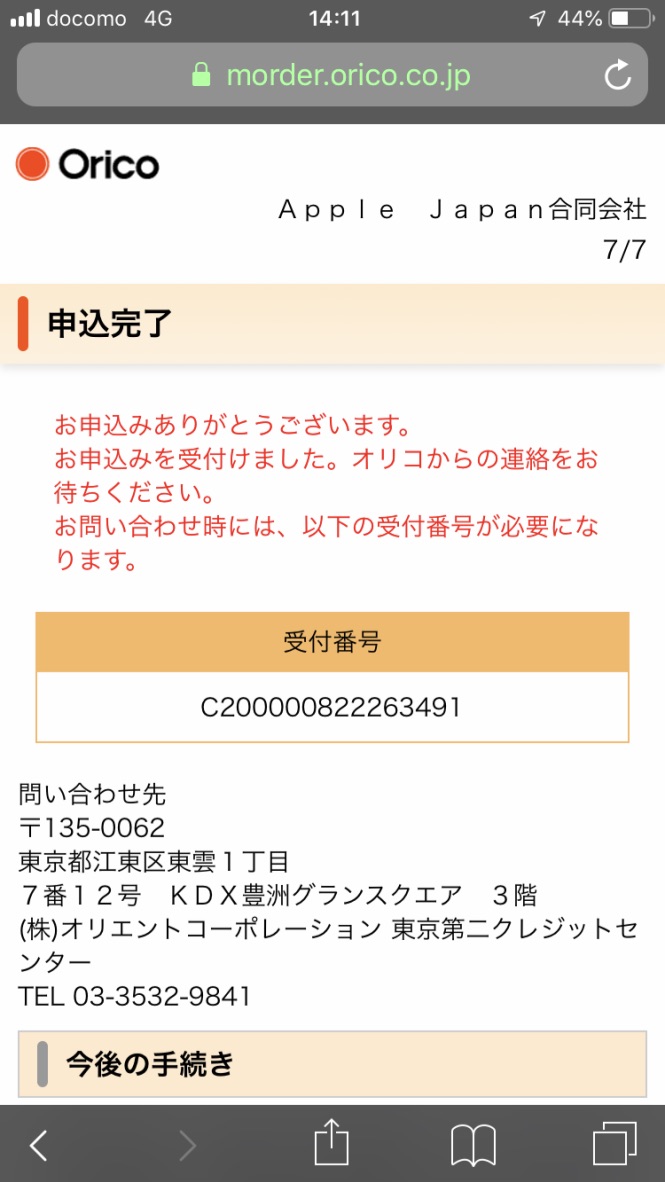 docomo 4G 14:11 44%
morder.orico.co.jp
Orico
Ａｐｐｌｅ　Ｊａｐａｎ合同会社
7/7
申込完了
お申込みありがとうございます。
お申込みを受付けました。オリコからの連絡をお
待ちください。
お問い合わせ時には、以下の受付番号が必要にな
ります。
受付番号
C200000822263491
問い合わせ先
〒135-0062
東京都江東区東雲１丁目
７番１２号　ＫＤＸ豊洲グランスクエア　３階
(株)オリエントコーポレーション 東京第二クレジットセ
ンター
TEL 03-3532-9841
今後の手続き